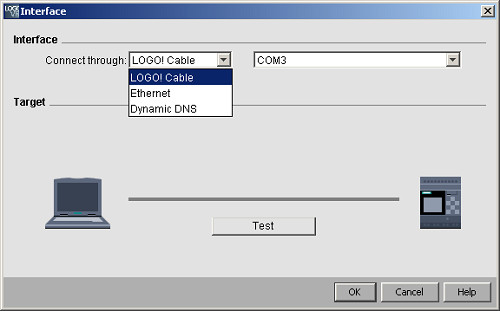 Interface
Interface
Connect through: LOGO! Cable COM3
LOGO! Cable
Ethernet
Dynamic DNS
Target
Test
OK Cancel Help